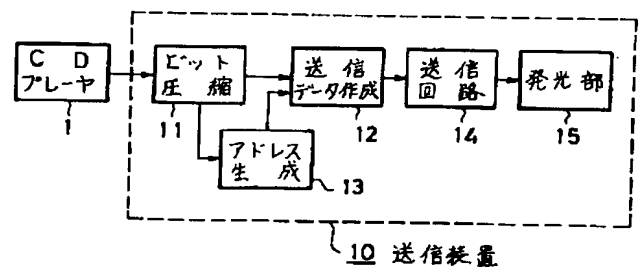 CD
プレーヤ
1
ビット
圧縮
11
送信
データ作成
12
アドレス
生成
13
送信
回路
14
発光部
15
10 送信装置